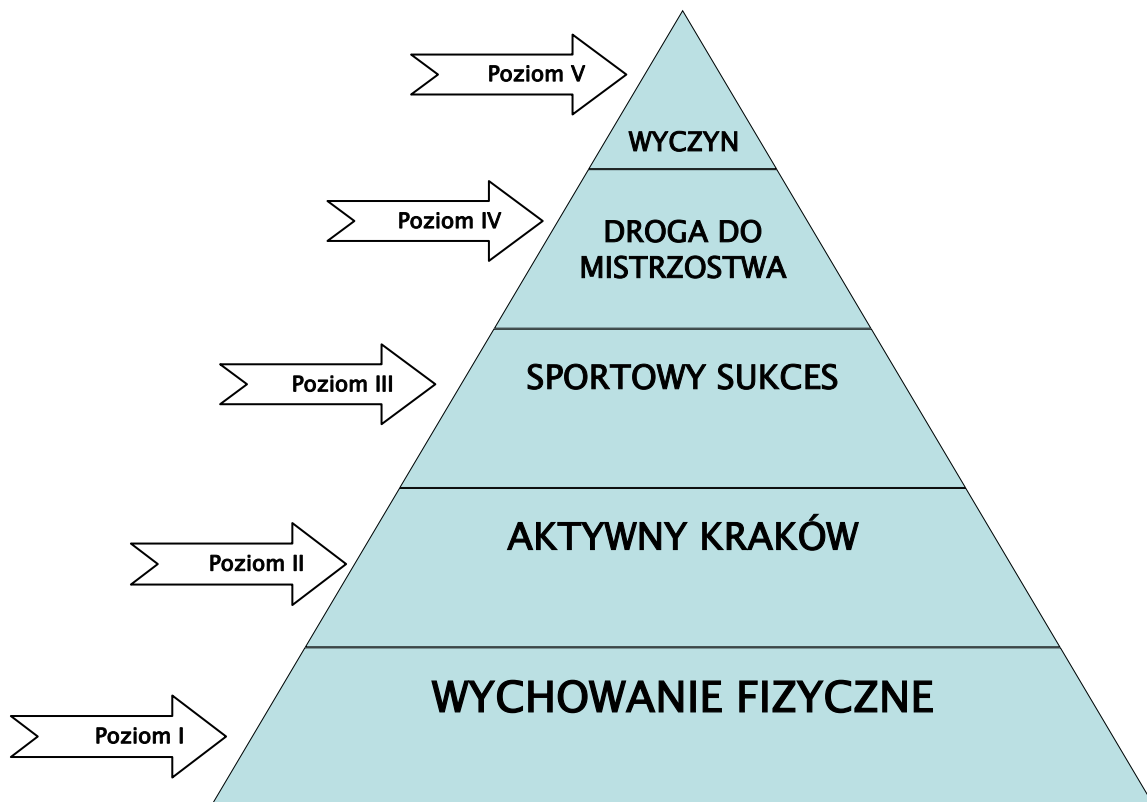 Poziom V
WYCZYN
Poziom IV
DROGA DO
MISTRZOSTWA
Poziom III
SPORTOWY SUKCES
Poziom II
AKTYWNY KRAKÓW
Poziom I
WYCHOWANIE FIZYCZNE